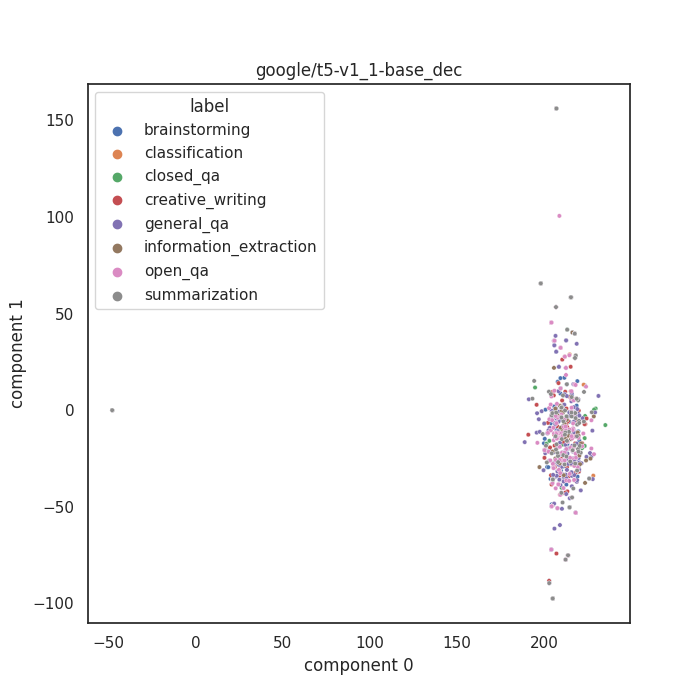 google/t5-v1_1-base_dec
label
brainstorming
classification
closed_qa
creative_writing
general_qa
information_extraction
open_qa
summarization
150
100
50
0
−50
−100
component 1
−50
0
50
100
150
200
component 0